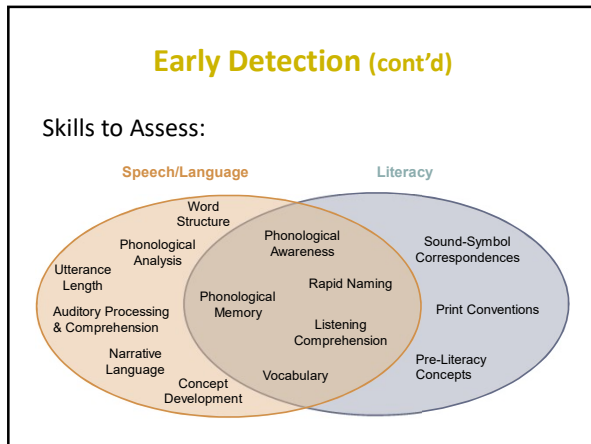 Early Detection (cont'd)
Skills to Assess:
Speech/Language
Literacy
Word
Structure
Phonological
Analysis
Utterance
Length
Auditory Processing
& Comprehension
Narrative
Language
Concept
Development
Phonological
Awareness
Rapid Naming
Phonological
Memory
Listening
Comprehension
Vocabulary
Sound-Symbol
Correspondences
Print Conventions
Pre-Literacy
Concepts